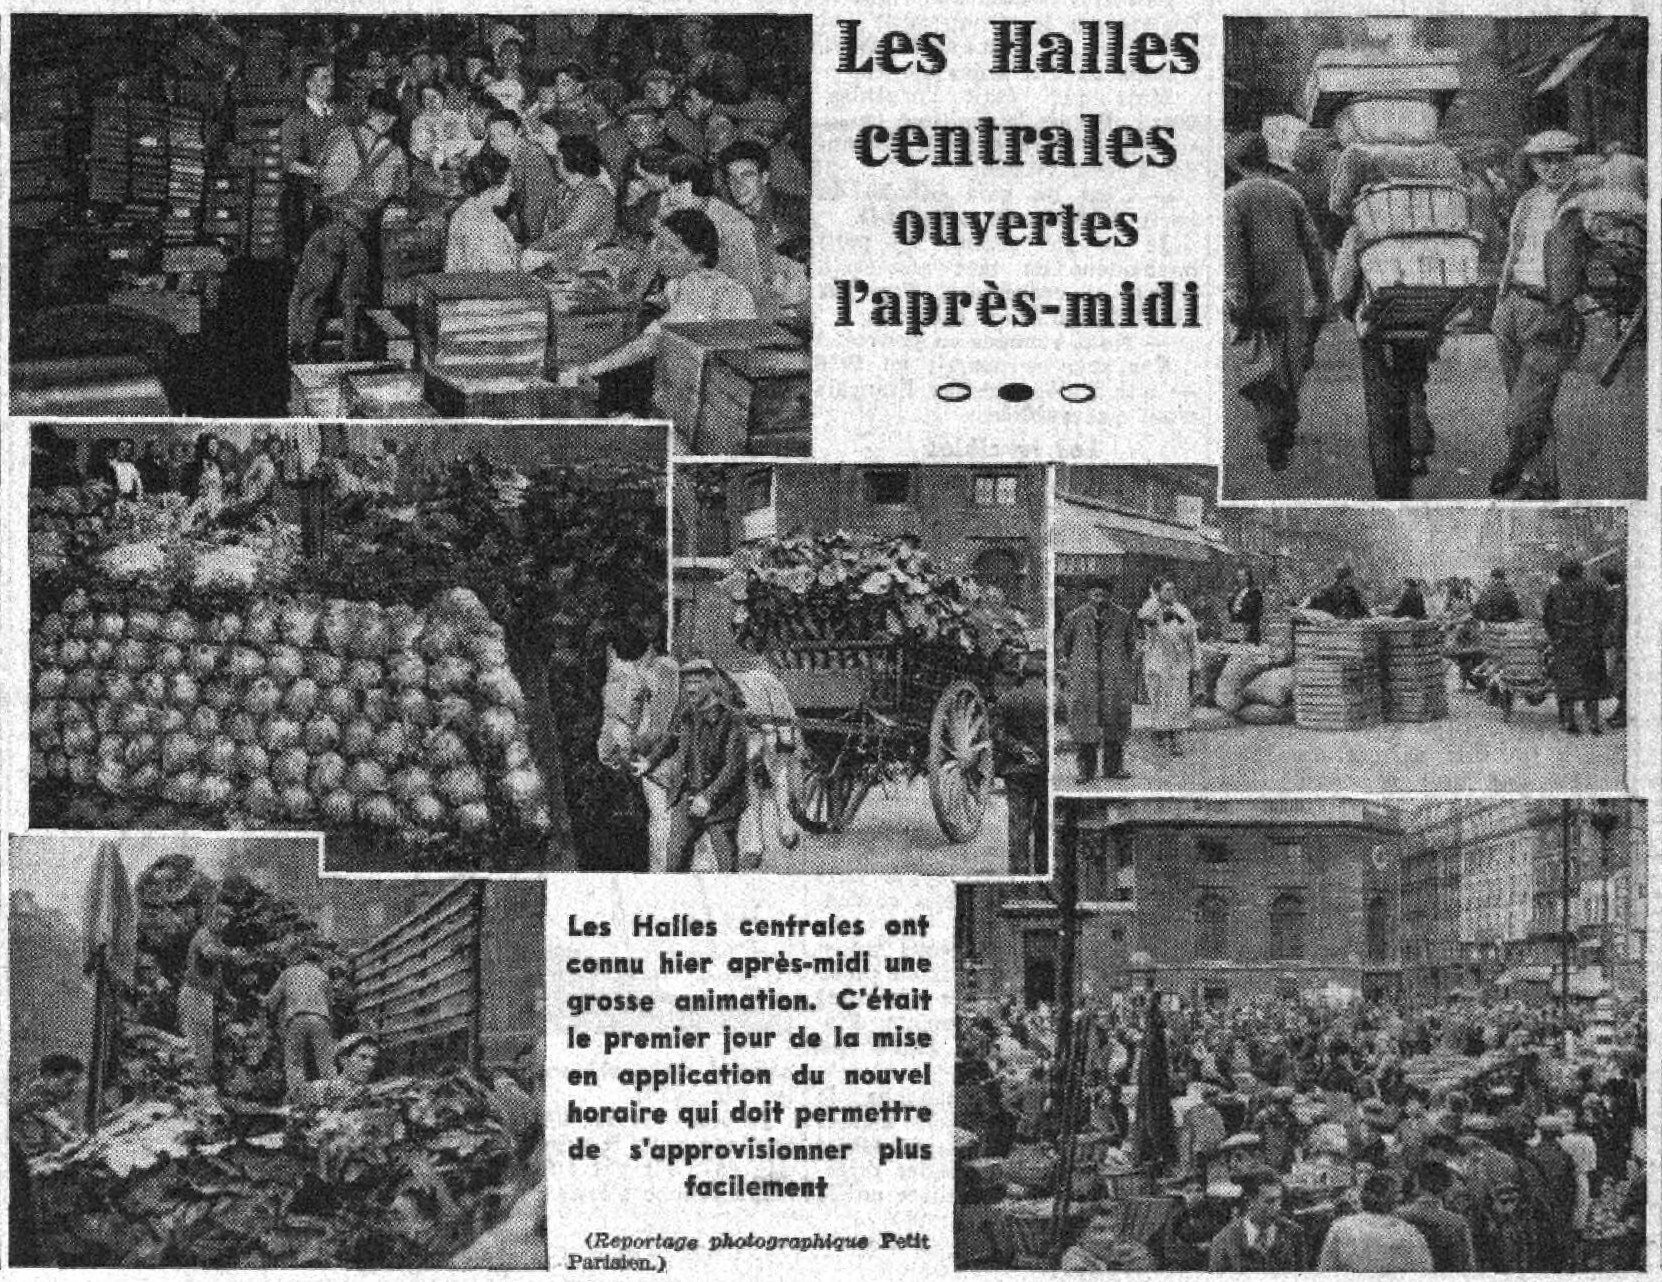 Les Halles
centrales
ouvertes
l'après-midi
Les Halles centrales ont
connu hier après-midi une
grosse animation. C'était
le premier jour de la mise
en application du nouvel
horaire qui doit permettre
de s'approvisionner plus
facilement
(Reportage photographique Petit
Parisien.)